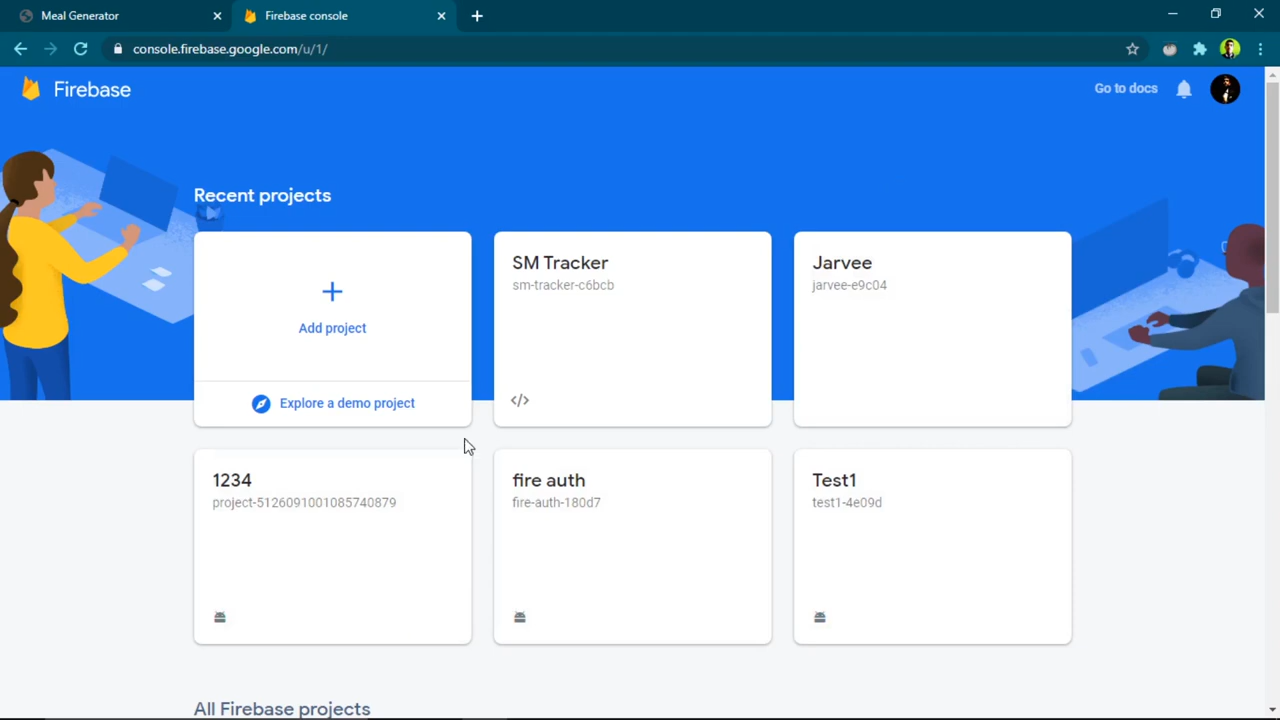 Meal Generator
Firebase console
console.firebase.google.com/u/1/
Firebase
Go to docs
Recent projects
Add project
Explore a demo project
SM Tracker
sm-tracker-c6bcb
</>
Jarvee
jarvee-e9c04
1234
project-5126091001085740879
fire auth
fire-auth-180d7
Test1
test1-4e09d
All Firebase projects